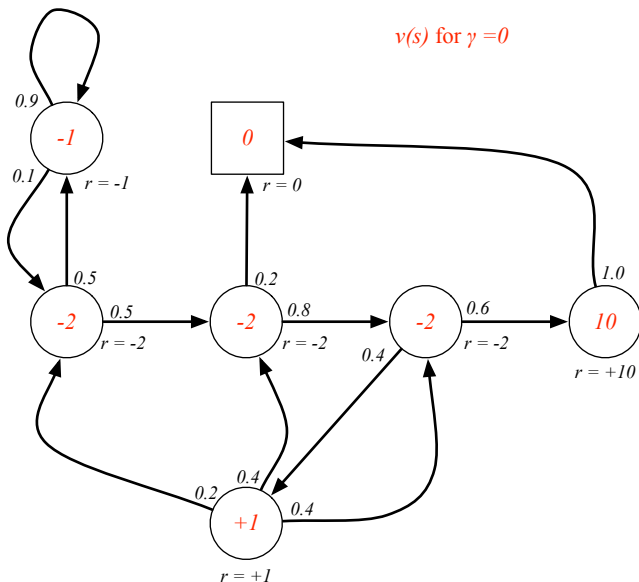 v(s) for γ =0
0.9
-1
0
0.1
r = -1
r = 0
0.5
0.2
1.0
-2
0.5
-2
0.8
-2
0.6
10
r = -2
r = -2
0.4
r = -2
r = +10
0.2
0.4
0.4
+1
r = +1